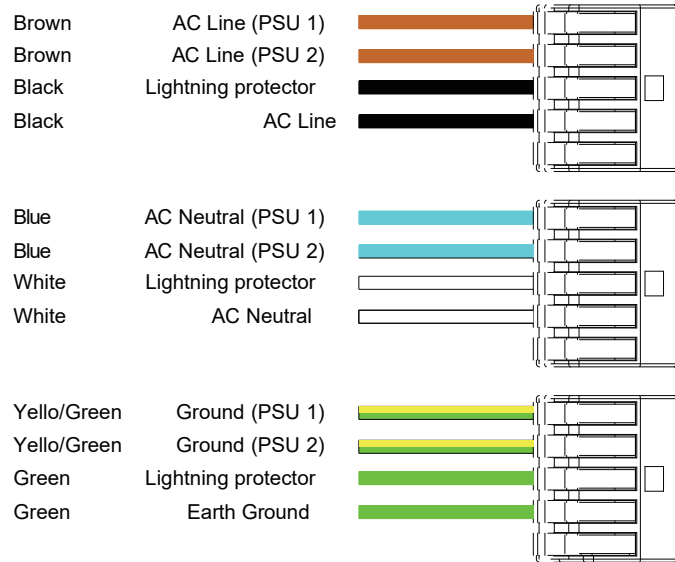 Brown AC Line (PSU 1)
Brown AC Line (PSU 2)
Black Lightning protector
Black AC Line
Blue AC Neutral (PSU 1)
Blue AC Neutral (PSU 2)
White Lightning protector
White AC Neutral
Yello/Green Ground (PSU 1)
Yello/Green Ground (PSU 2)
Green Lightning protector
Green Earth Ground